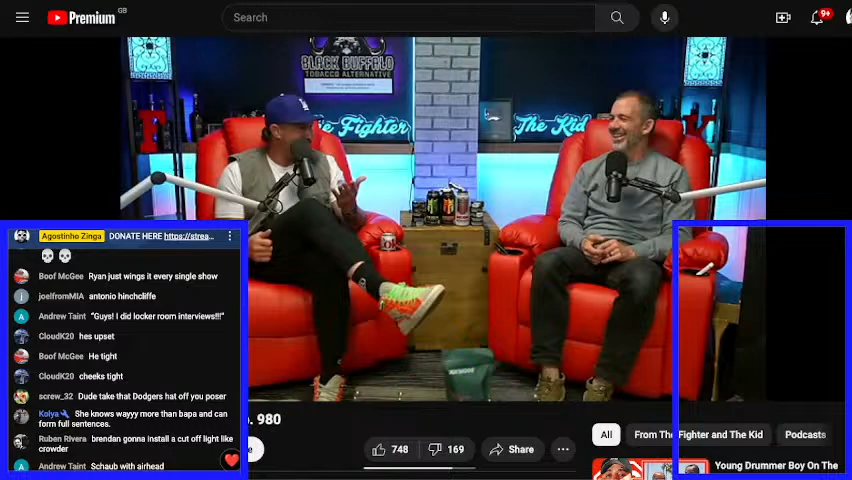 Premium
GB
Search
9+
BLACK BUFFALO
TOBACCO ALTERNATIVE
The Fighter
The Kid
F
K
Agostinho Zinga DONATE HERE https://strea...
Boof McGee Ryan just wings it every single show
joelfromMIA antonio hinchcliffe
Andrew Taint “Guys! I did locker room interviews!!!”
CloudK20 hes upset
Boof McGee He tight
CloudK20 cheeks tight
screw_32 Dude take that Dodgers hat off you poser
Kolya She knows wayyy more than bapa and can
form full sentences.
Ruben Rivera brendan gonna install a cut off light like
crowder
Andrew Taint Schaub with airhead
. 980
748
169
Share
All
From The Fighter and The Kid
Podcasts
Young Drummer Boy On The